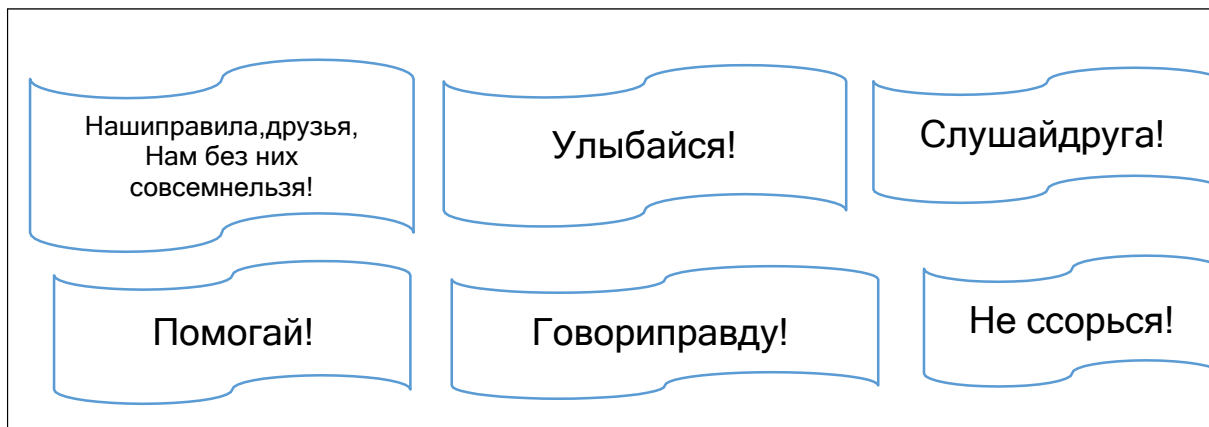 Нашиправила,друзья,
Нам без них
совсемнельзя!
Улыбайся!
Слушайдруга!
Помогай!
Говориправду!
Не ссорься!